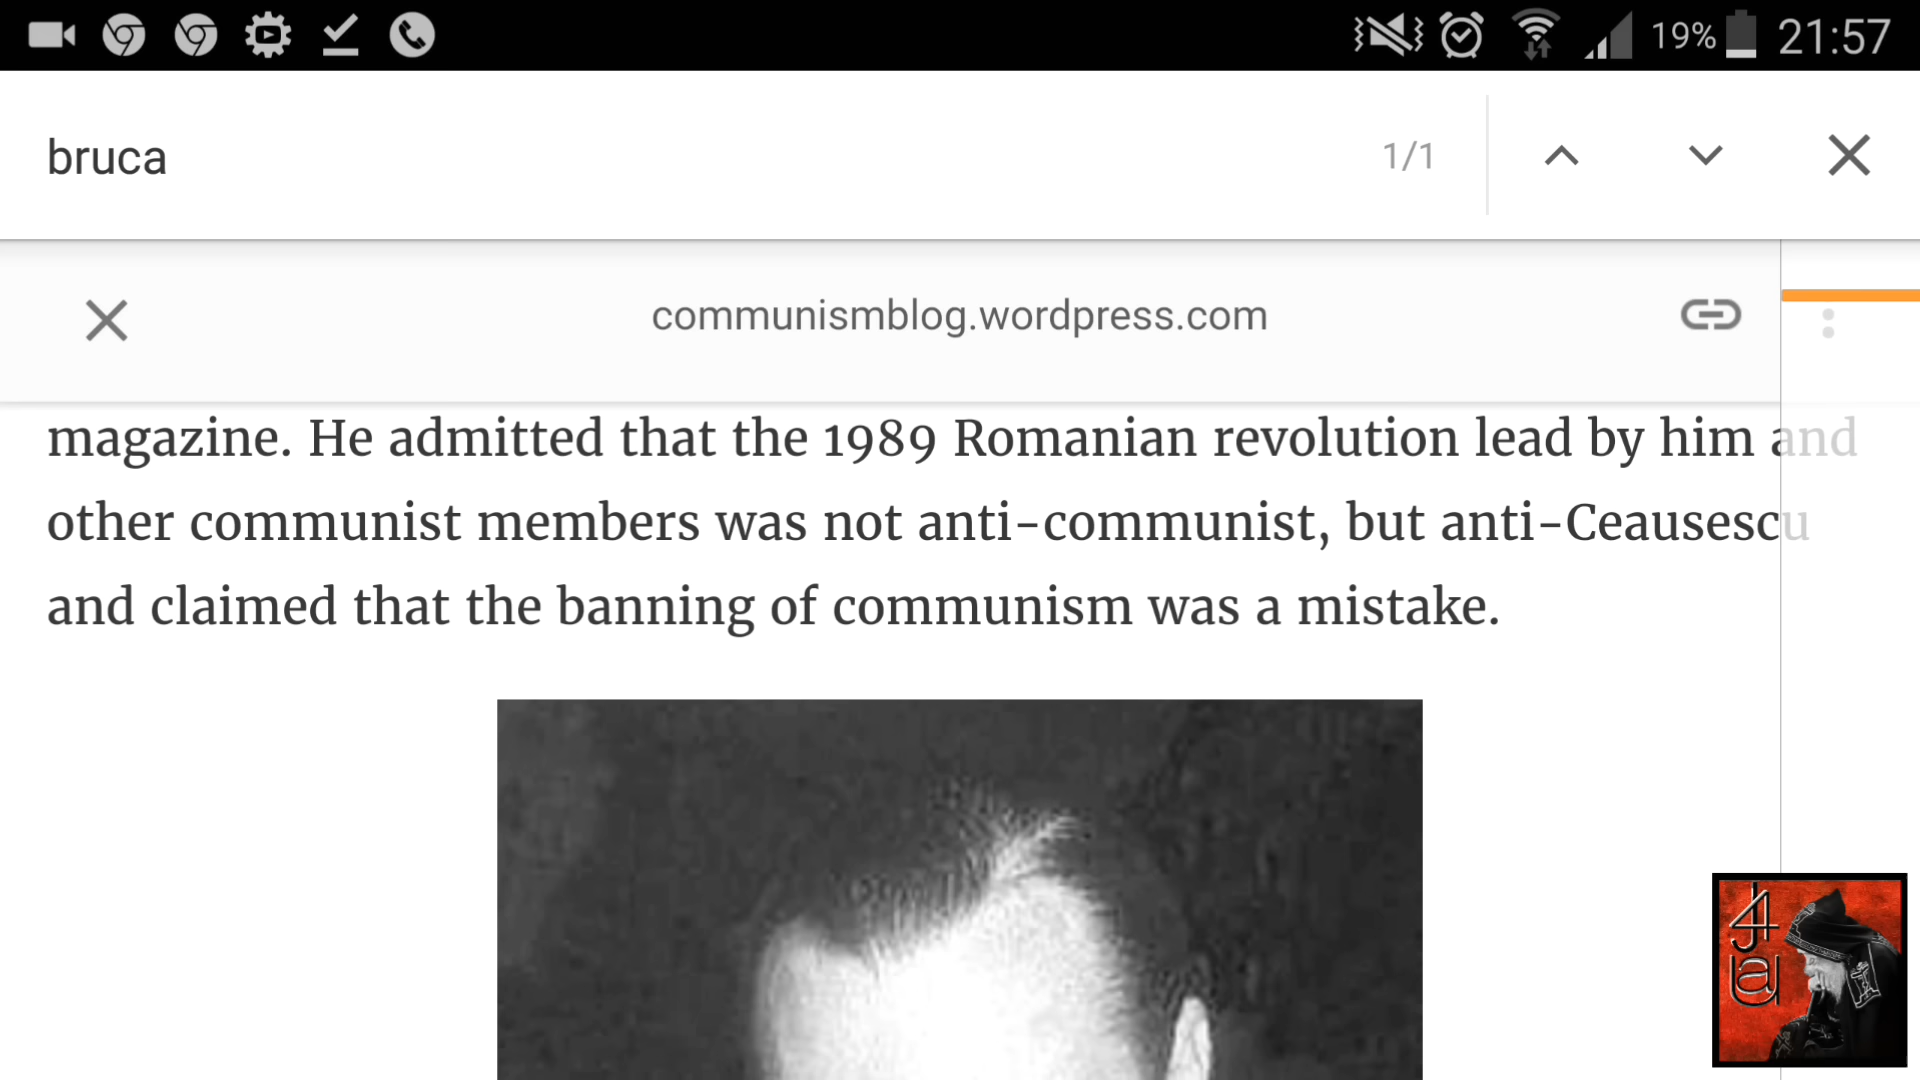 19% 21:57
bruca 1/1
communismblog.wordpress.com
magazine. He admitted that the 1989 Romanian revolution lead by him and
other communist members was not anti-communist, but anti-Ceausescu
and claimed that the banning of communism was a mistake.